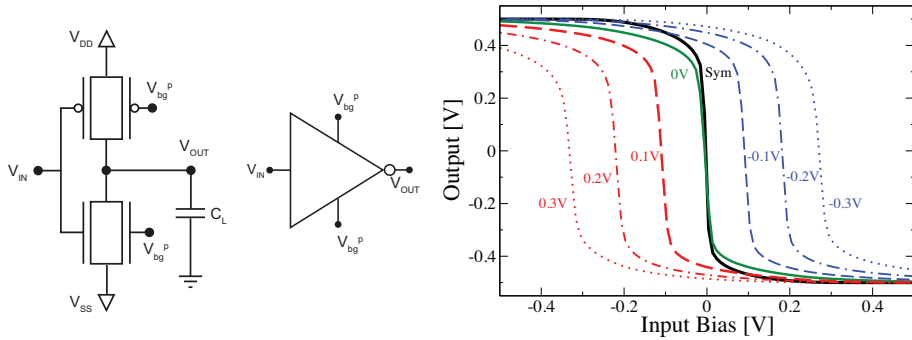 V_DD
V_bg^p
V_OUT
V_IN
C_L
V_bg^p
V_SS
V_bg^p
V_IN
V_OUT
V_bg^p
Output [V]
0.4
0.2
0
-0.2
-0.4
0V
Sym
0.3V
0.2V
0.1V
-0.1V
-0.2V
-0.3V
-0.4
-0.2
0
0.2
0.4
Input Bias [V]